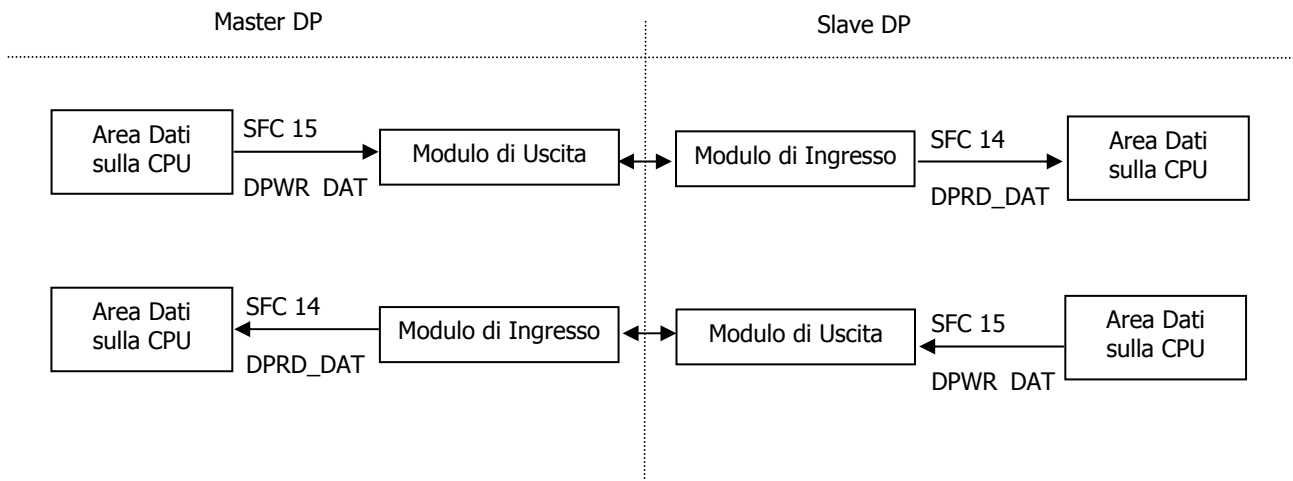 Master DP
Slave DP
Area Dati
sulla CPU
SFC 15
DPWR DAT
Modulo di Uscita
Modulo di Ingresso
SFC 14
DPRD_DAT
Area Dati
sulla CPU
Area Dati
sulla CPU
SFC 14
DPRD_DAT
Modulo di Ingresso
Modulo di Uscita
SFC 15
DPWR DAT
Area Dati
sulla CPU